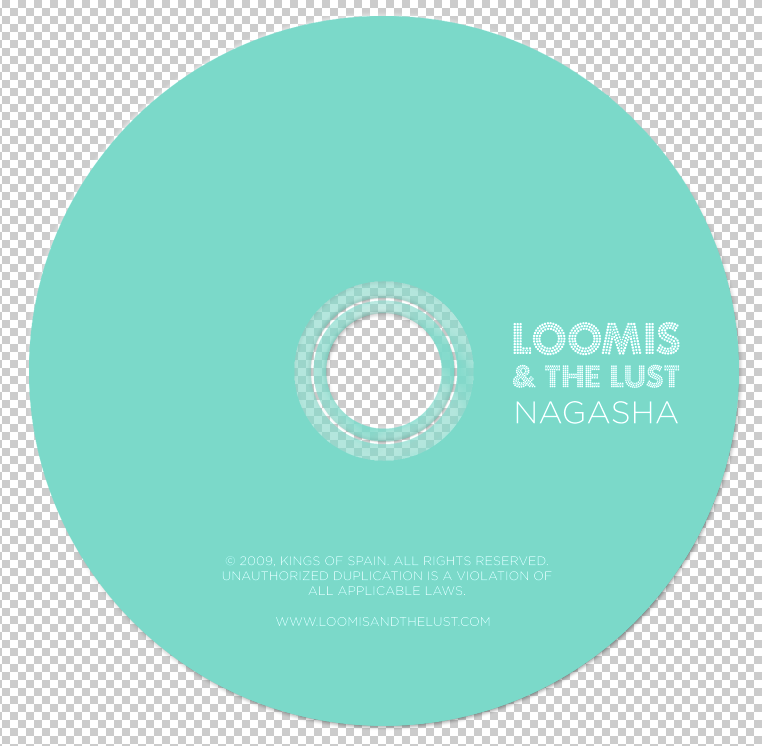 LOOMIS
& THE LUST
NAGASHA
© 2009, KINGS OF SPAIN. ALL RIGHTS RESERVED.
UNAUTHORIZED DUPLICATION IS A VIOLATION OF
ALL APPLICABLE LAWS.
WWW.LOOMISANDTHELUST.COM